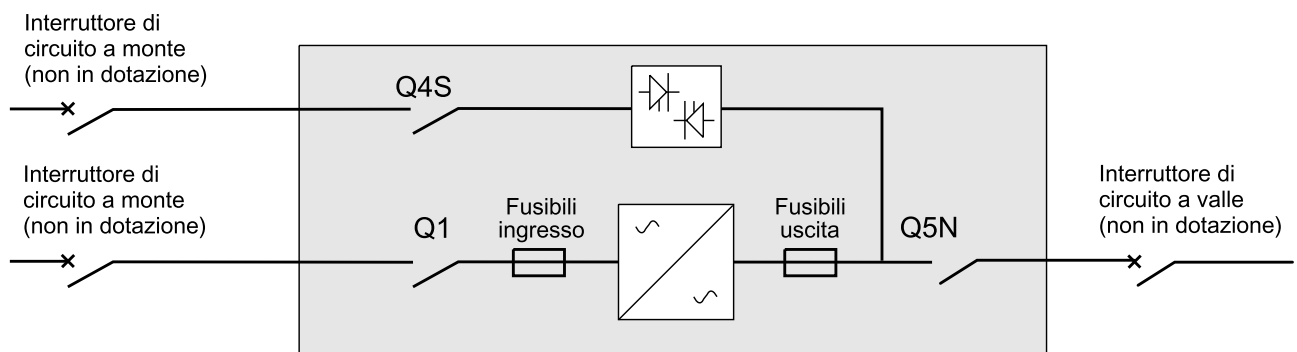 Interruttore di
circuito a monte
(non in dotazione)
Q4S
Interruttore di
circuito a monte
(non in dotazione)
Q1
Fusibili
ingresso
Fusibili
uscita
Q5N
Interruttore di
circuito a valle
(non in dotazione)